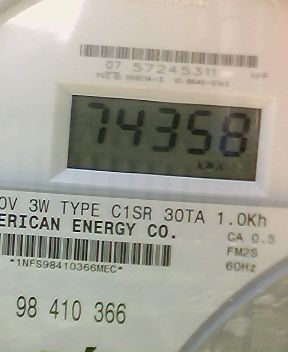 07 57245311
74358
kWh
0V 3W TYPE C1SR 30TA 1.0Kh
ERICAN ENERGY CO.
CA 0.5
FM2S
60Hz
*1NFS98410366MEC*
98 410 366